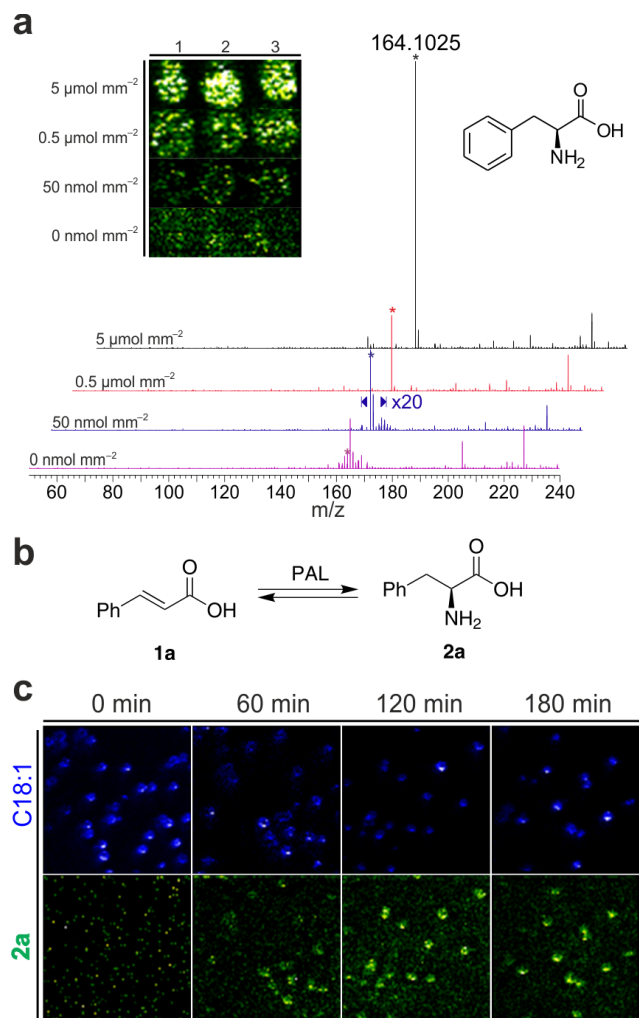 a
1 2 3
5 µmol mm⁻²
0.5 µmol mm⁻²
50 nmol mm⁻²
0 nmol mm⁻²
164.1025
*
O
OH
NH₂
5 µmol mm⁻²
*
0.5 µmol mm⁻²
*
x20
50 nmol mm⁻²
0 nmol mm⁻²
*
60 80 100 120 140 160 180 200 220 240
m/z
b
O
Ph
OH
1a
PAL
O
Ph
OH
NH₂
2a
c
0 min 60 min 120 min 180 min
C18:1
2a